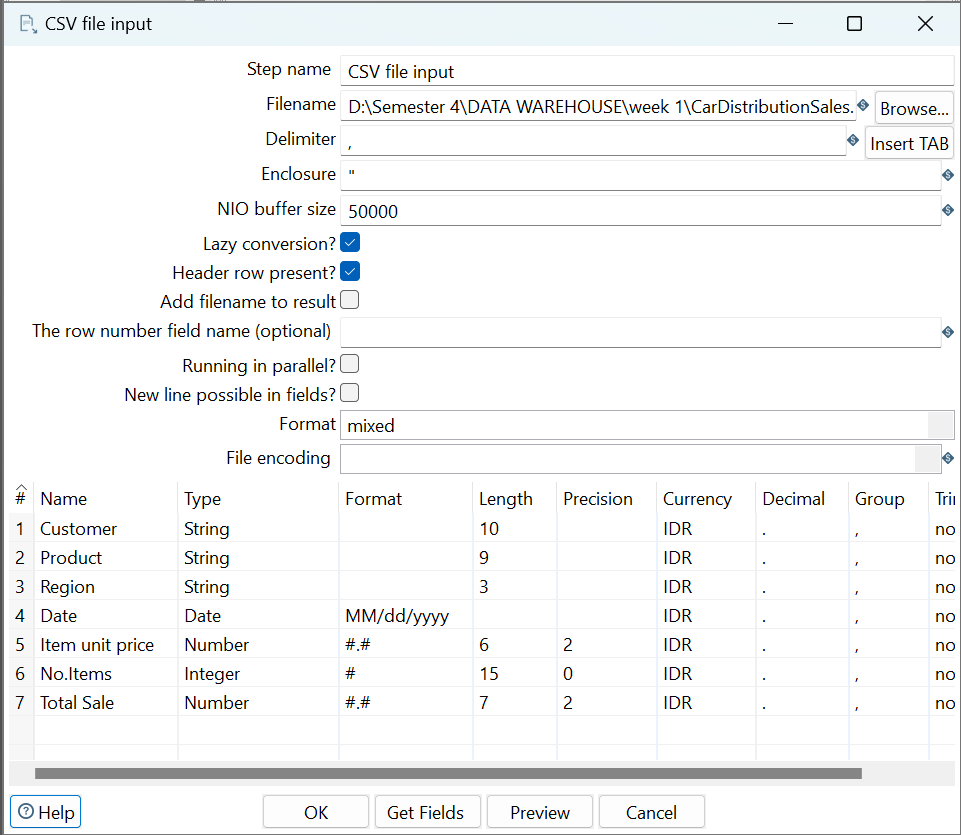 CSV file input
Step name CSV file input
Filename D:\Semester 4\DATA WAREHOUSE\week 1\CarDistributionSales. Browse...
Delimiter , Insert TAB
Enclosure "
NIO buffer size 50000
Lazy conversion?
Header row present?
Add filename to result
The row number field name (optional)
Running in parallel?
New line possible in fields?
Format mixed
File encoding
# Name Type Format Length Precision Currency Decimal Group Tri
1 Customer String 10 IDR . , no
2 Product String 9 IDR . , no
3 Region String 3 IDR . , no
4 Date Date MM/dd/yyyy IDR . , no
5 Item unit price Number #.# 6 2 IDR . , no
6 No.Items Integer # 15 0 IDR . , no
7 Total Sale Number #.# 7 2 IDR . , no
Help OK Get Fields Preview Cancel